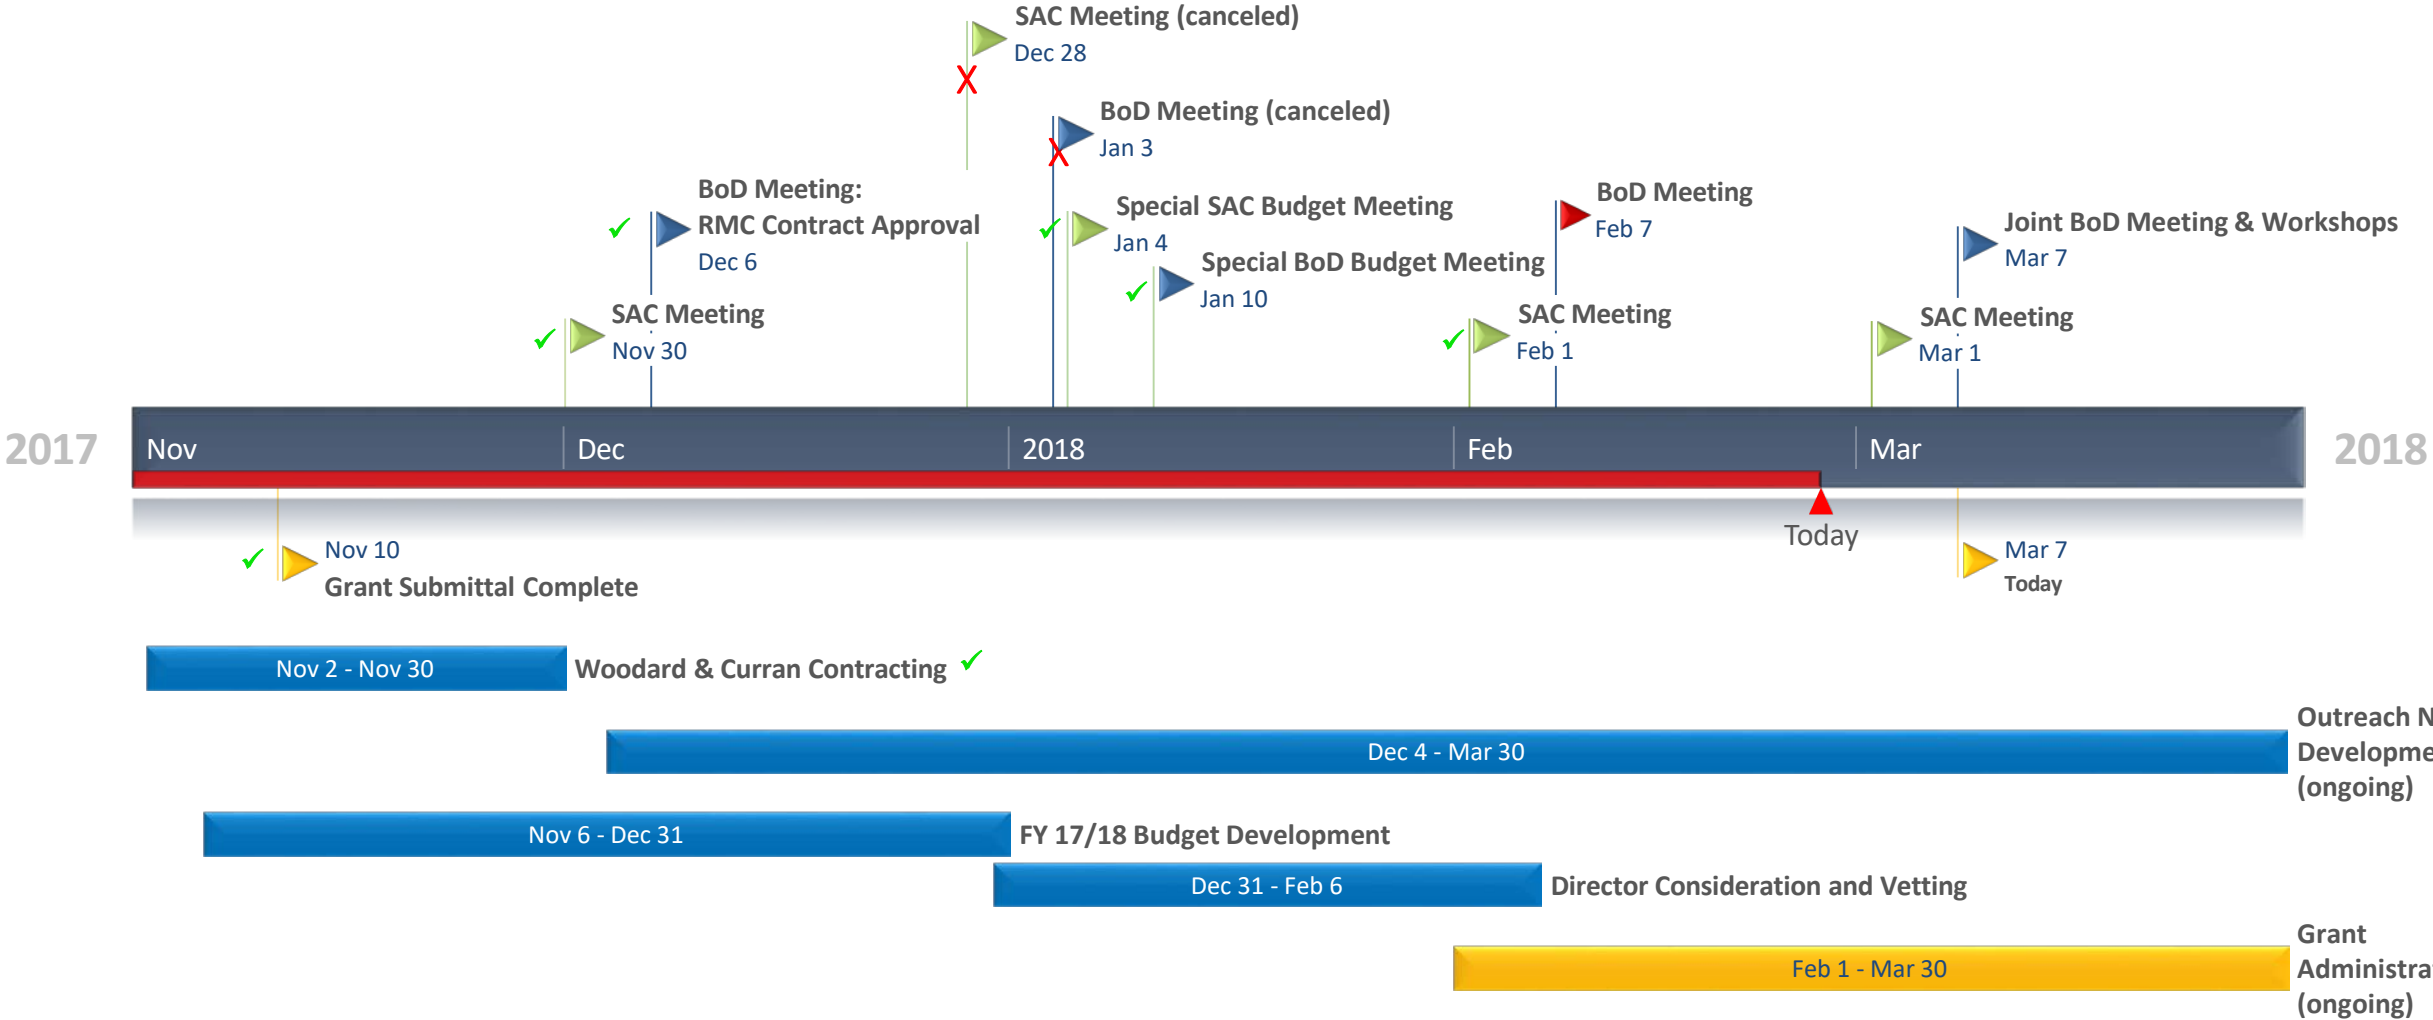 SAC Meeting (canceled)
Dec 28
BoD Meeting (canceled)
Jan 3
BoD Meeting:
RMC Contract Approval
Dec 6
Special SAC Budget Meeting
Jan 4
BoD Meeting
Feb 7
Joint BoD Meeting & Workshops
Mar 7
Special BoD Budget Meeting
Jan 10
SAC Meeting
Nov 30
SAC Meeting
Feb 1
SAC Meeting
Mar 1
2017
Nov
Dec
2018
Feb
Mar
2018
Today
Nov 10
Grant Submittal Complete
Mar 7
Today
Nov 2 - Nov 30
Woodard & Curran Contracting
Dec 4 - Mar 30
Outreach
(ongoing)
Nov 6 - Dec 31
FY 17/18 Budget Development
Dec 31 - Feb 6
Director Consideration and Vetting
Feb 1 - Mar 30
Grant
(ongoing)